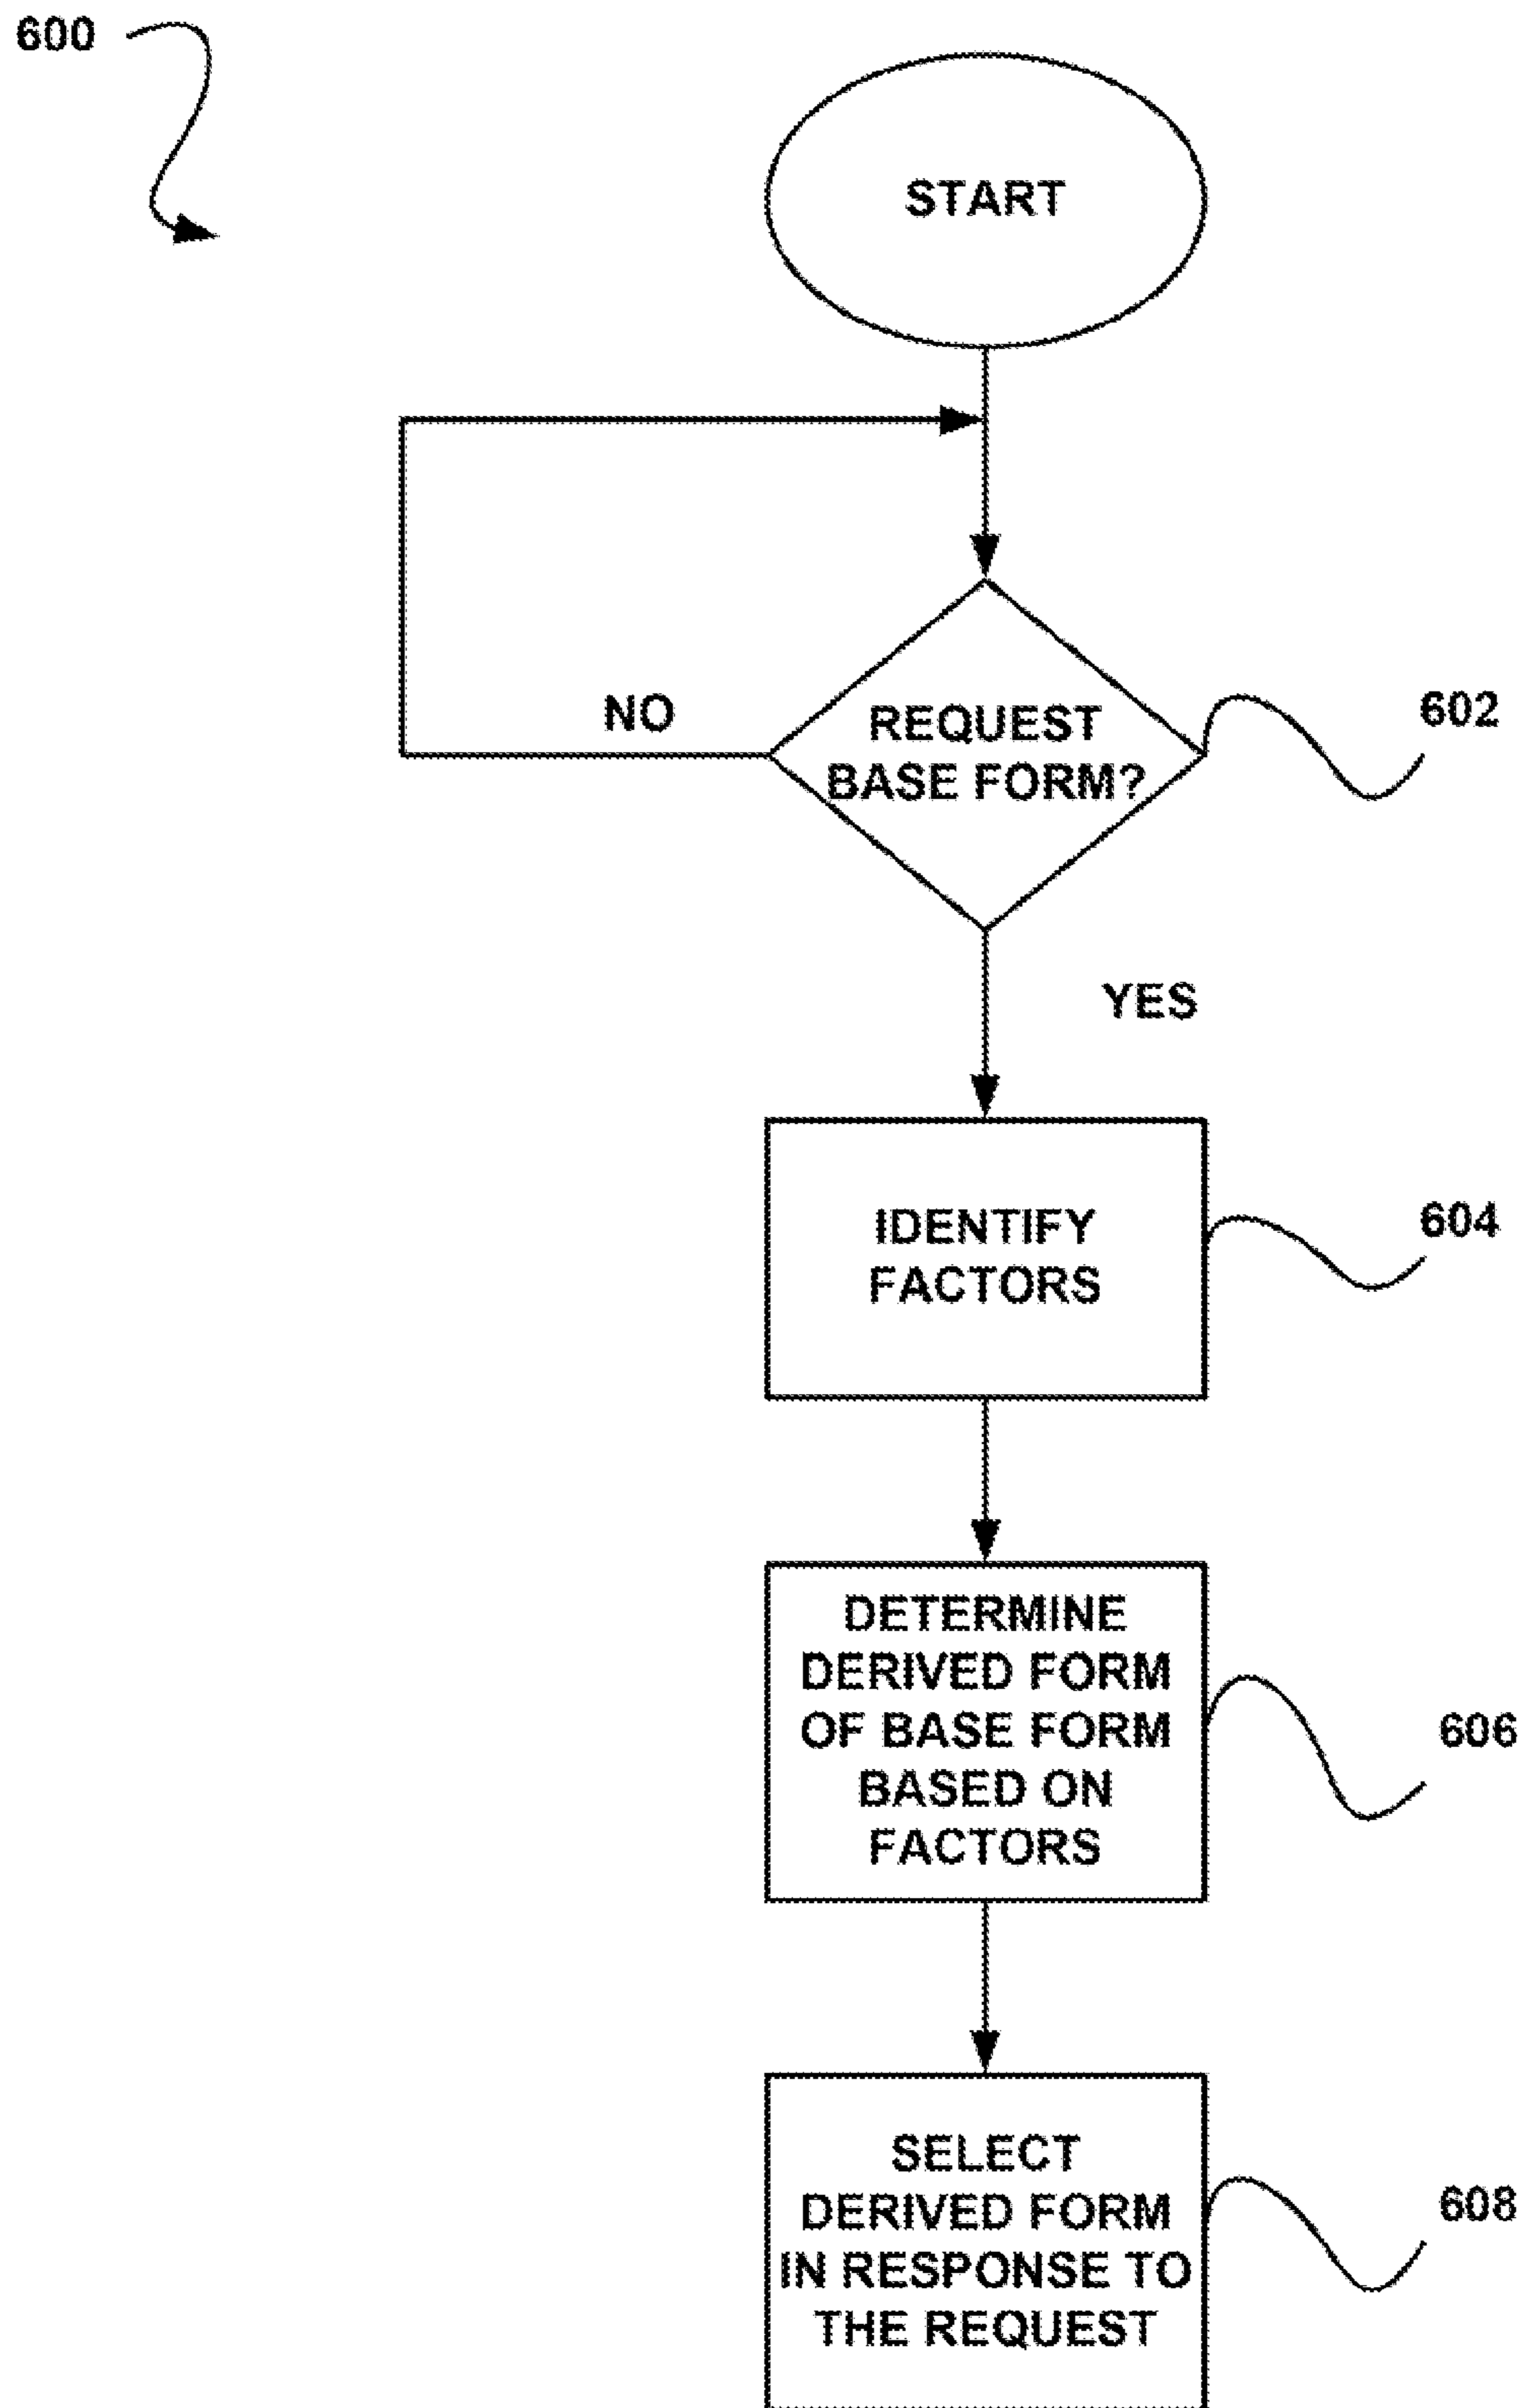 600
START
NO
REQUEST
BASE FORM?
602
YES
IDENTIFY
FACTORS
604
DETERMINE
DERIVED FORM
OF BASE FORM
BASED ON
FACTORS
606
SELECT
DERIVED FORM
IN RESPONSE TO
THE REQUEST
608